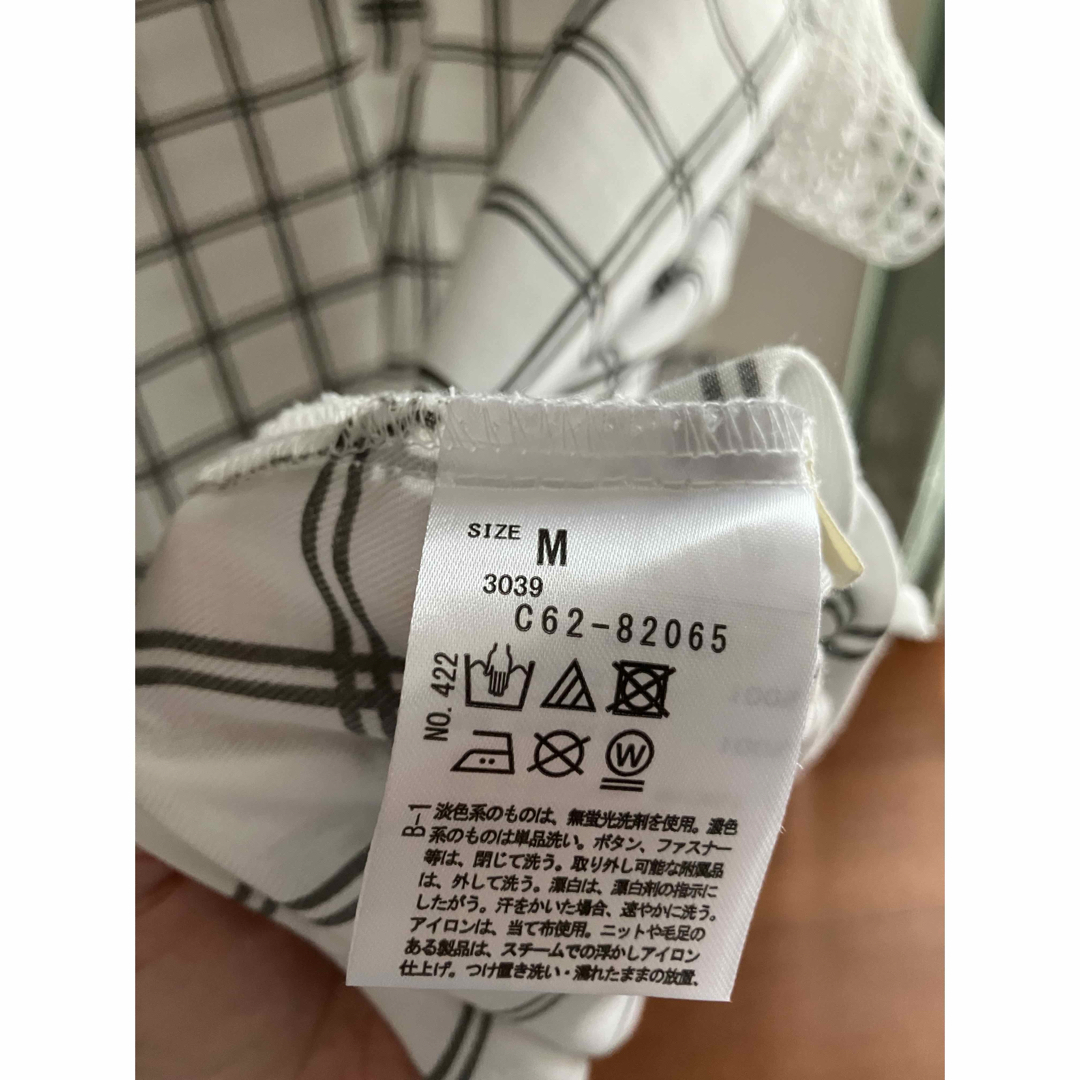 SIZE M
3039
C62-82065
NO. 422
W
B-1
淡色系のものは、無蛍光洗剤を使用。濃色
系のものは単品洗い。ボタン、ファスナー
等は、閉じて洗う。取り外し可能な附属品
は、外して洗う。漂白は、漂白剤の指示に
したがう。汗をかいた場合、速やかに洗う。
アイロンは、当て布使用。ニットや毛足の
ある製品は、スチームでの浮かしアイロン
仕上げ。つけ置き洗い・濡れたままの放置、